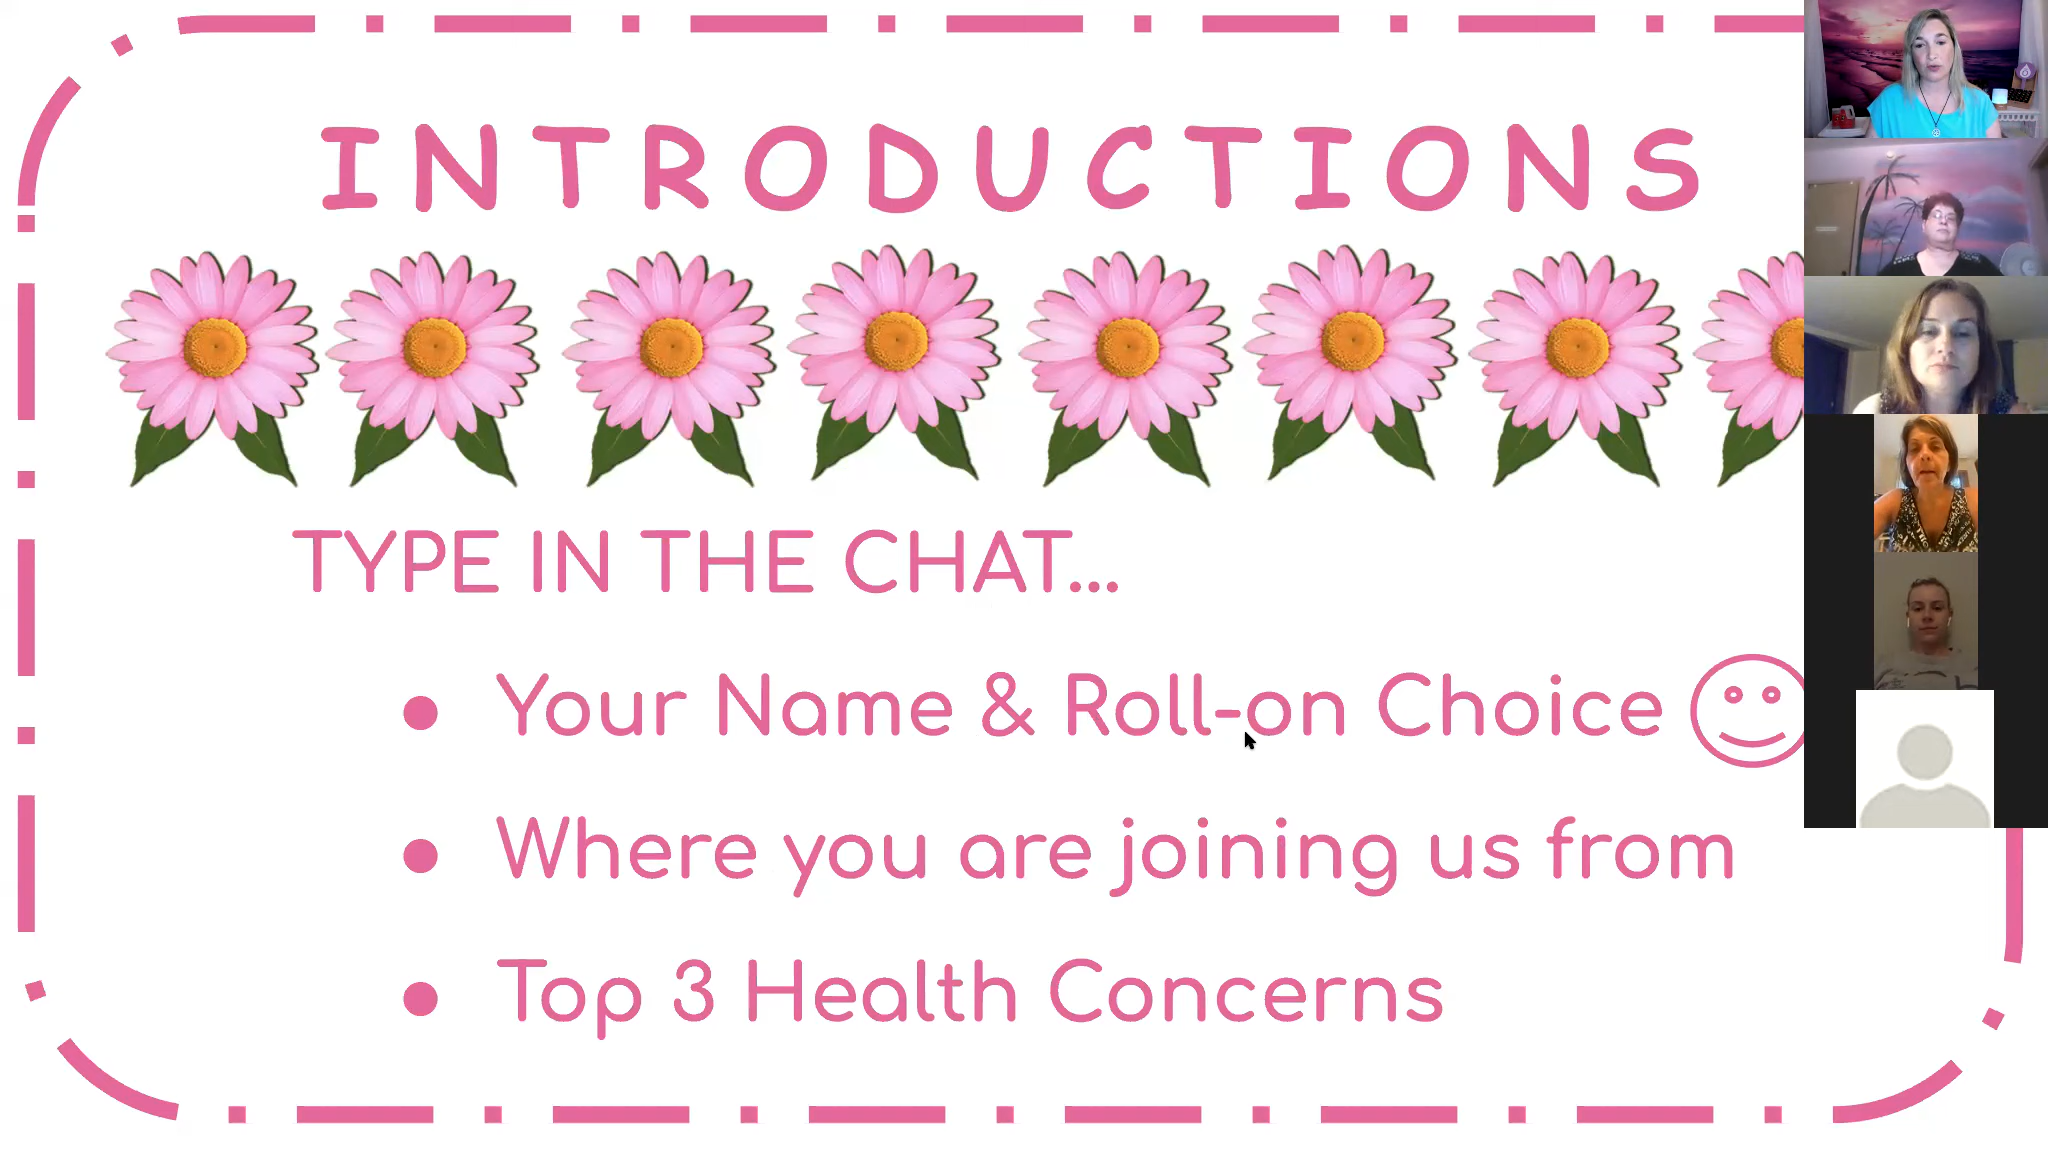 INTRODUCTIONS
TYPE IN THE CHAT...
• Your Name & Roll-on Choice
• Where you are joining us from
• Top 3 Health Concerns